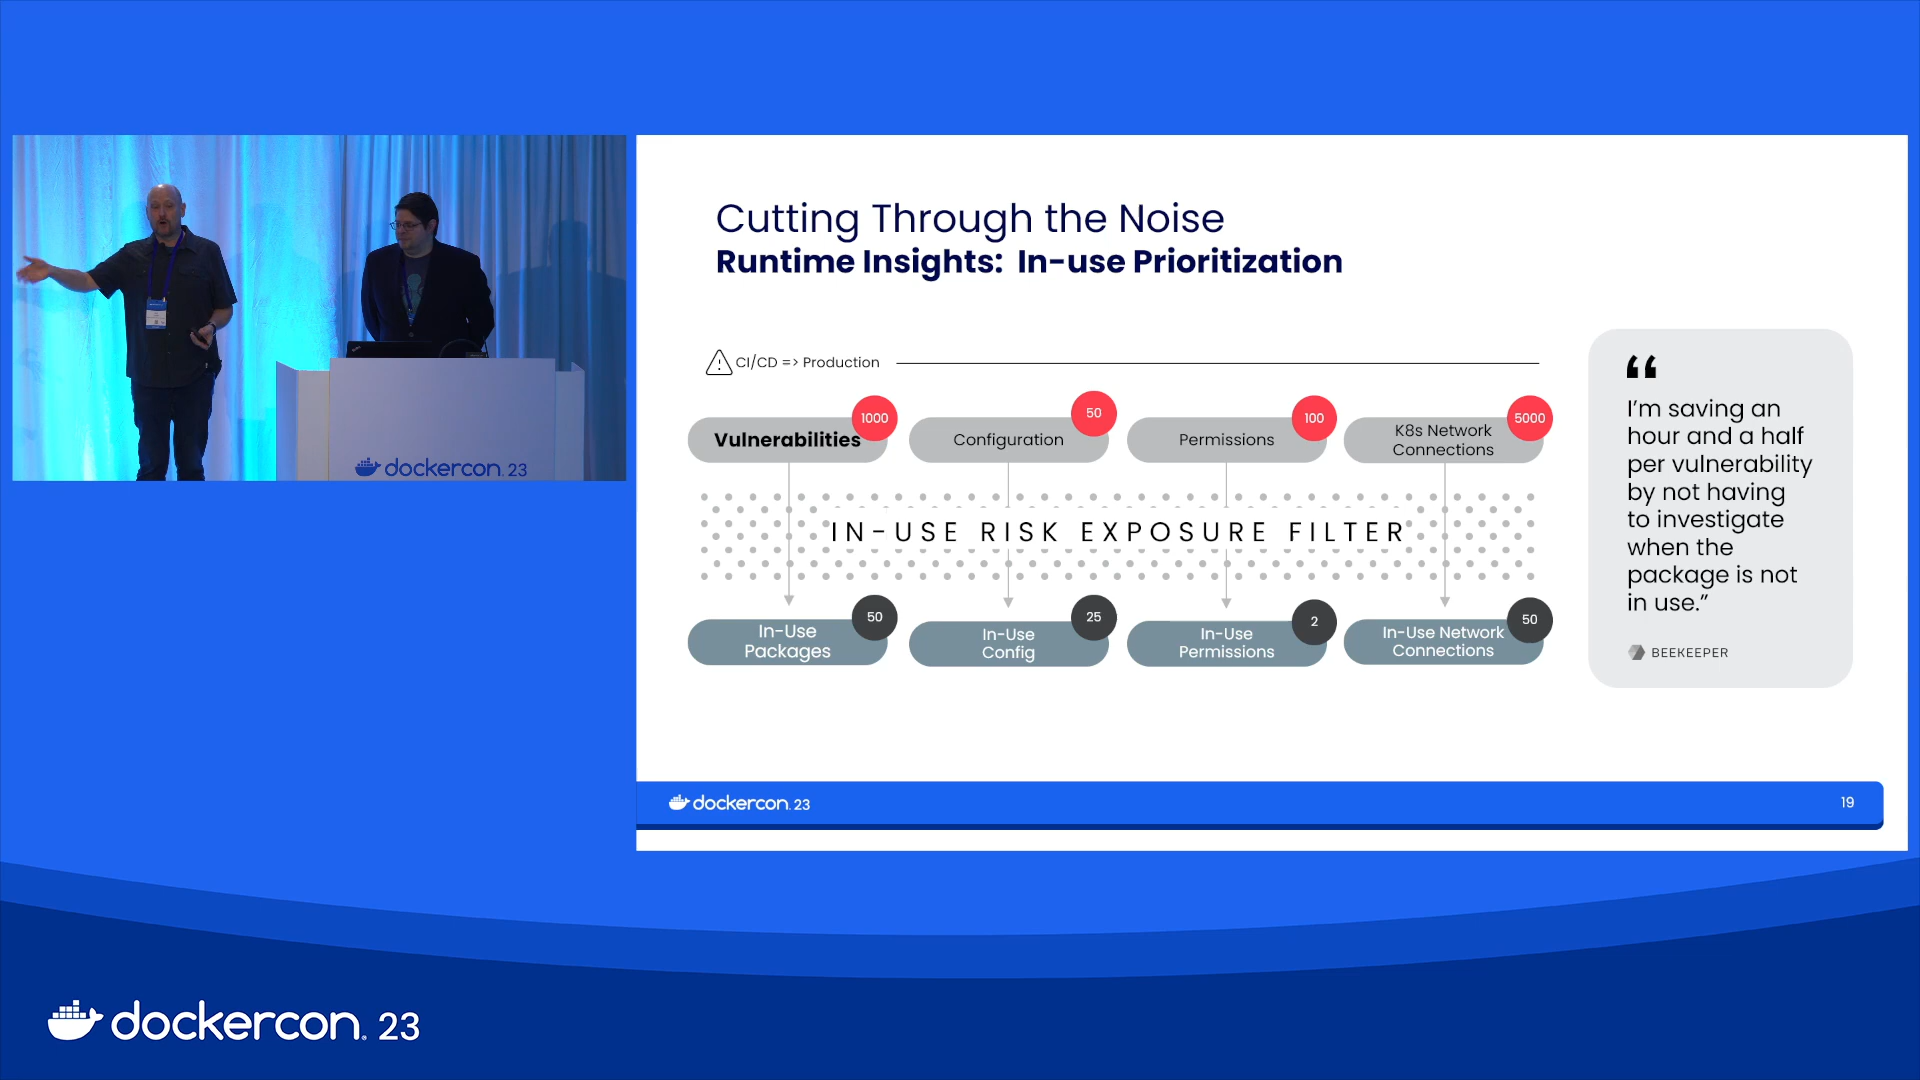 dockercon. 23
Cutting Through the Noise
Runtime Insights: In-use Prioritization
CI/CD => Production
Vulnerabilities
1000
Configuration
50
Permissions
100
K8s Network
Connections
5000
IN-USE RISK EXPOSURE FILTER
In-Use
Packages
50
In-Use
Config
25
In-Use
Permissions
2
In-Use Network
Connections
50
“
I’m saving an
hour and a half
per vulnerability
by not having
to investigate
when the
package is not
in use.”
BEEKEEPER
dockercon. 23
19
dockercon. 23